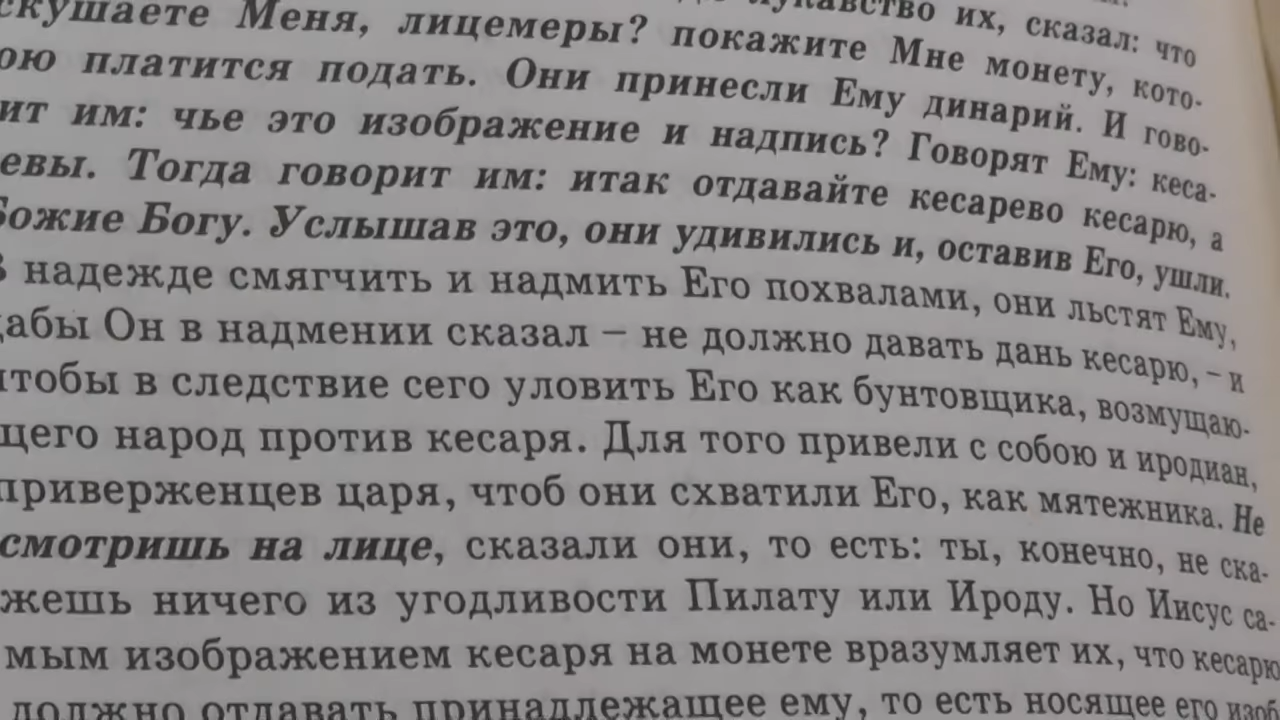 лукавство их, сказал: что
скушаете Меня, лицемеры? покажите Мне монету, кото-
ою платится подать. Они принесли Ему динарий. И гово-
ит им: чье это изображение и надпись? Говорят Ему: кеса-
евы. Тогда говорит им: итак отдавайте кесарево кесарю, а
Божие Богу. Услышав это, они удивились и, оставив Его, ушли.
В надежде смягчить и надмить Его похвалами, они льстят Ему,
дабы Он в надмении сказал – не должно давать дань кесарю, – и
чтобы в следствие сего уловить Его как бунтовщика, возмущаю-
щего народ против кесаря. Для того привели с собою и иродиан,
приверженцев царя, чтоб они схватили Его, как мятежника. Не
смотришь на лице, сказали они, то есть: ты, конечно, не ска-
жешь ничего из угодливости Пилату или Ироду. Но Иисус са-
мым изображением кесаря на монете вразумляет их, что кесарю
должно отдавать принадлежащее ему, то есть носящее его изоб